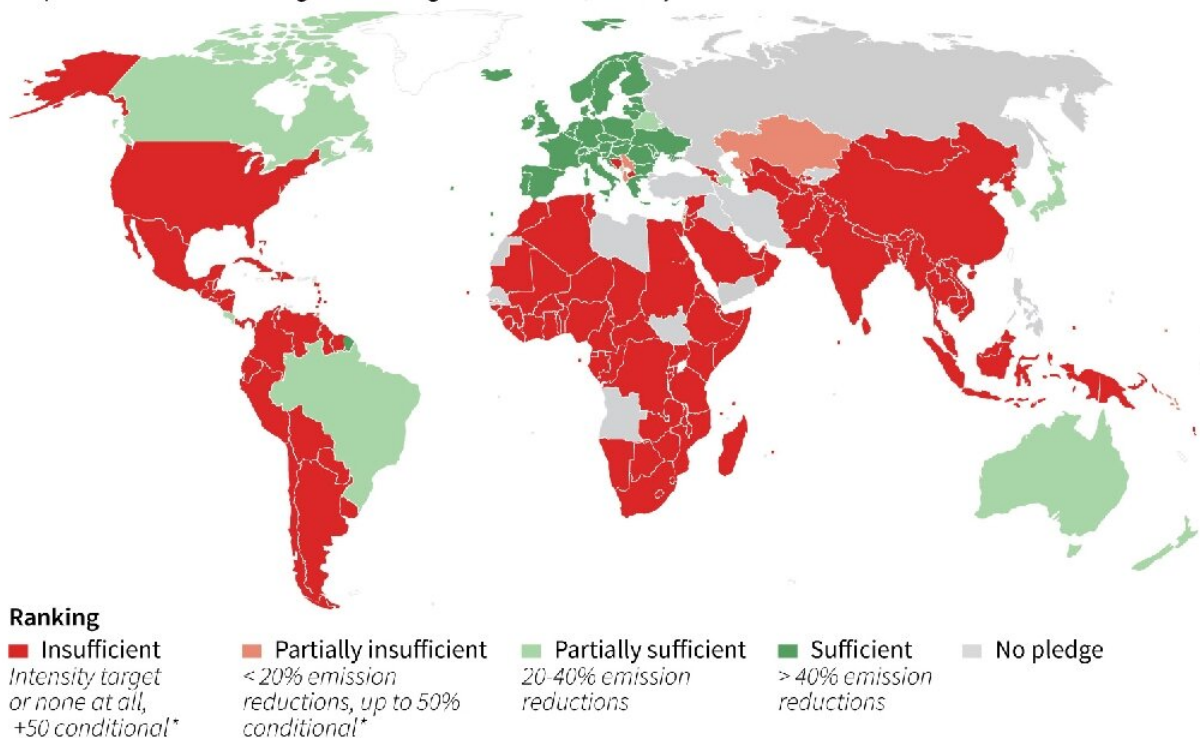 Ranking
Insufficient
Intensity target
or none at all,
+50 conditional*
Partially insufficient
< 20% emission
reductions, up to 50%
conditional*
Partially sufficient
20-40% emission
reductions
Sufficient
> 40% emission
reductions
No pledge